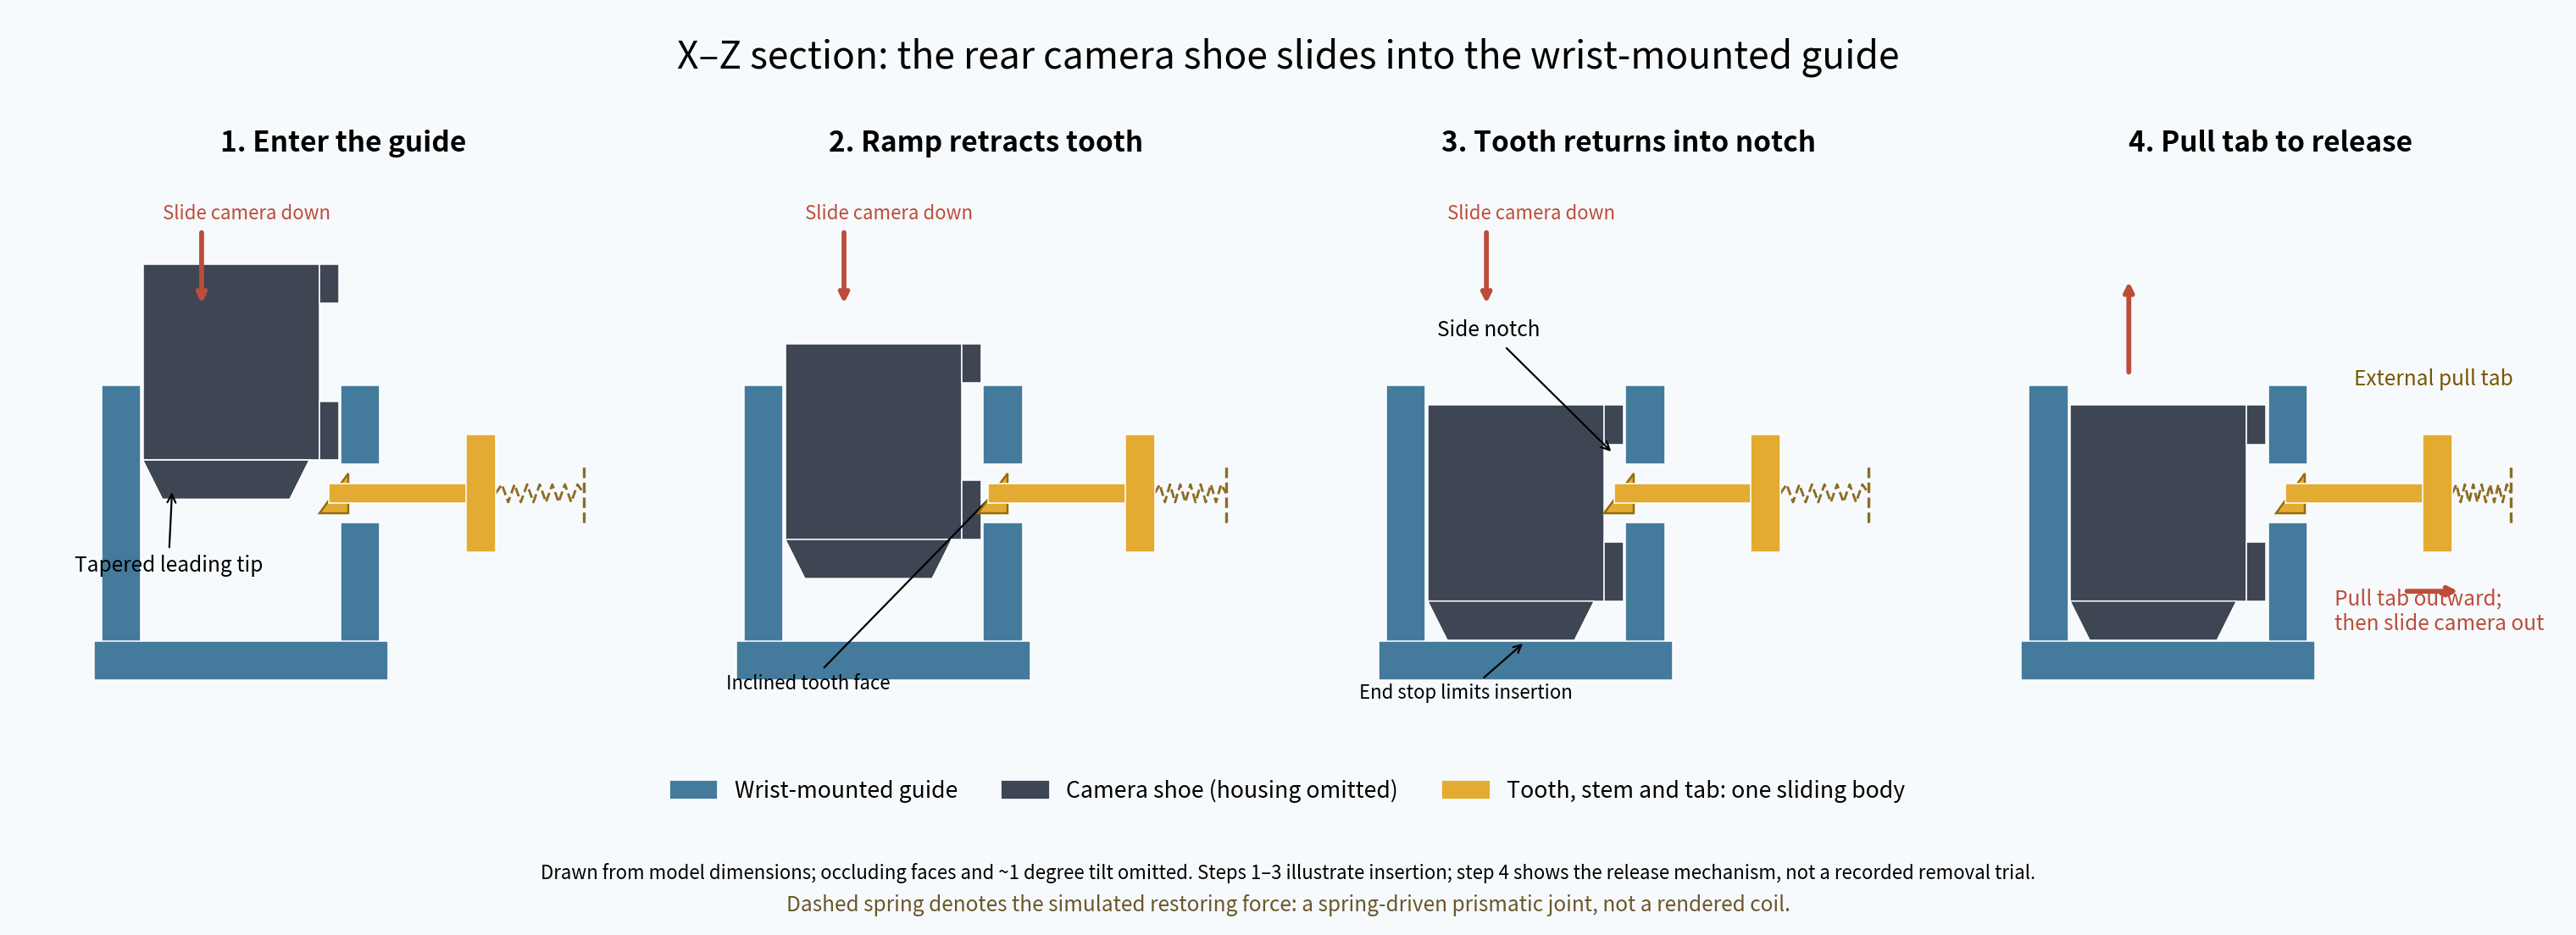 X–Z section: the rear camera shoe slides into the wrist-mounted guide
1. Enter the guide
2. Ramp retracts tooth
3. Tooth returns into notch
4. Pull tab to release
Slide camera down
Slide camera down
Slide camera down
Side notch
External pull tab
Tapered leading tip
Pull tab outward;
then slide camera out
Inclined tooth face
End stop limits insertion
Wrist-mounted guide
Camera shoe (housing omitted)
Tooth, stem and tab: one sliding body
Drawn from model dimensions; occluding faces and ~1 degree tilt omitted. Steps 1–3 illustrate insertion; step 4 shows the release mechanism, not a recorded removal trial.
Dashed spring denotes the simulated restoring force: a spring-driven prismatic joint, not a rendered coil.